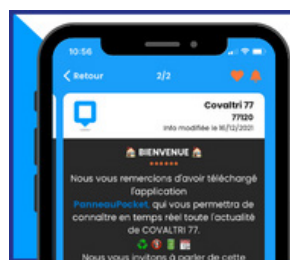 10:56
Retour 2/2
Covaltri 77
77120
Info modifiée le 16/12/2021
BIENVENUE
Nous vous remercions d'avoir téléchargé
l'application
PanneauPocket, qui vous permettra de
connaître en temps réel toute l'actualité
de COVALTRI 77.
Nous vous invitons à parler de cette